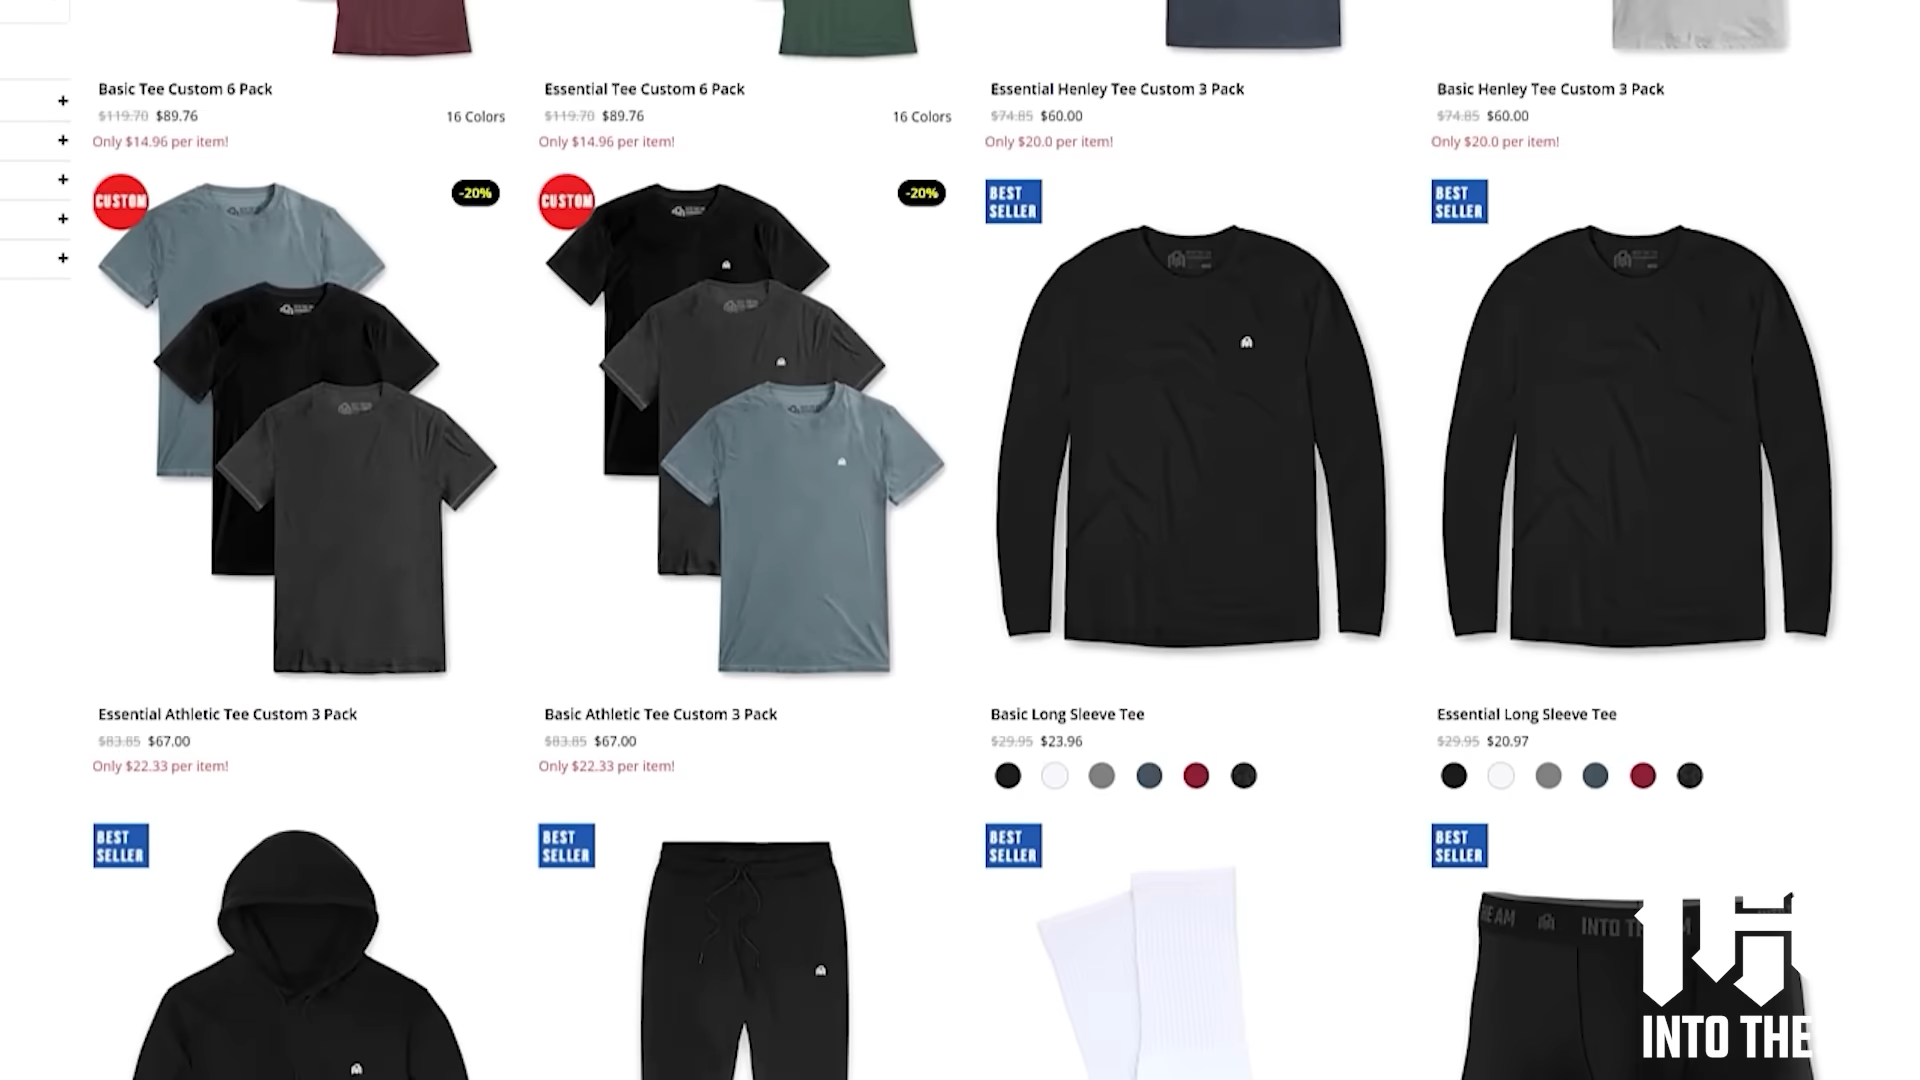 Basic Tee Custom 6 Pack
$119.70 $89.76
16 Colors
Only $14.96 per item!
Essential Tee Custom 6 Pack
$119.70 $89.76
16 Colors
Only $14.96 per item!
Essential Henley Tee Custom 3 Pack
$74.85 $60.00
Only $20.0 per item!
Basic Henley Tee Custom 3 Pack
$74.85 $60.00
Only $20.0 per item!
CUSTOM
-20%
CUSTOM
-20%
BEST
SELLER
BEST
SELLER
Essential Athletic Tee Custom 3 Pack
$83.85 $67.00
Only $22.33 per item!
Basic Athletic Tee Custom 3 Pack
$83.85 $67.00
Only $22.33 per item!
Basic Long Sleeve Tee
$29.95 $23.96
Essential Long Sleeve Tee
$29.95 $20.97
BEST
SELLER
BEST
SELLER
BEST
SELLER
BEST
SELLER
HE AM
INTO
INTO THE